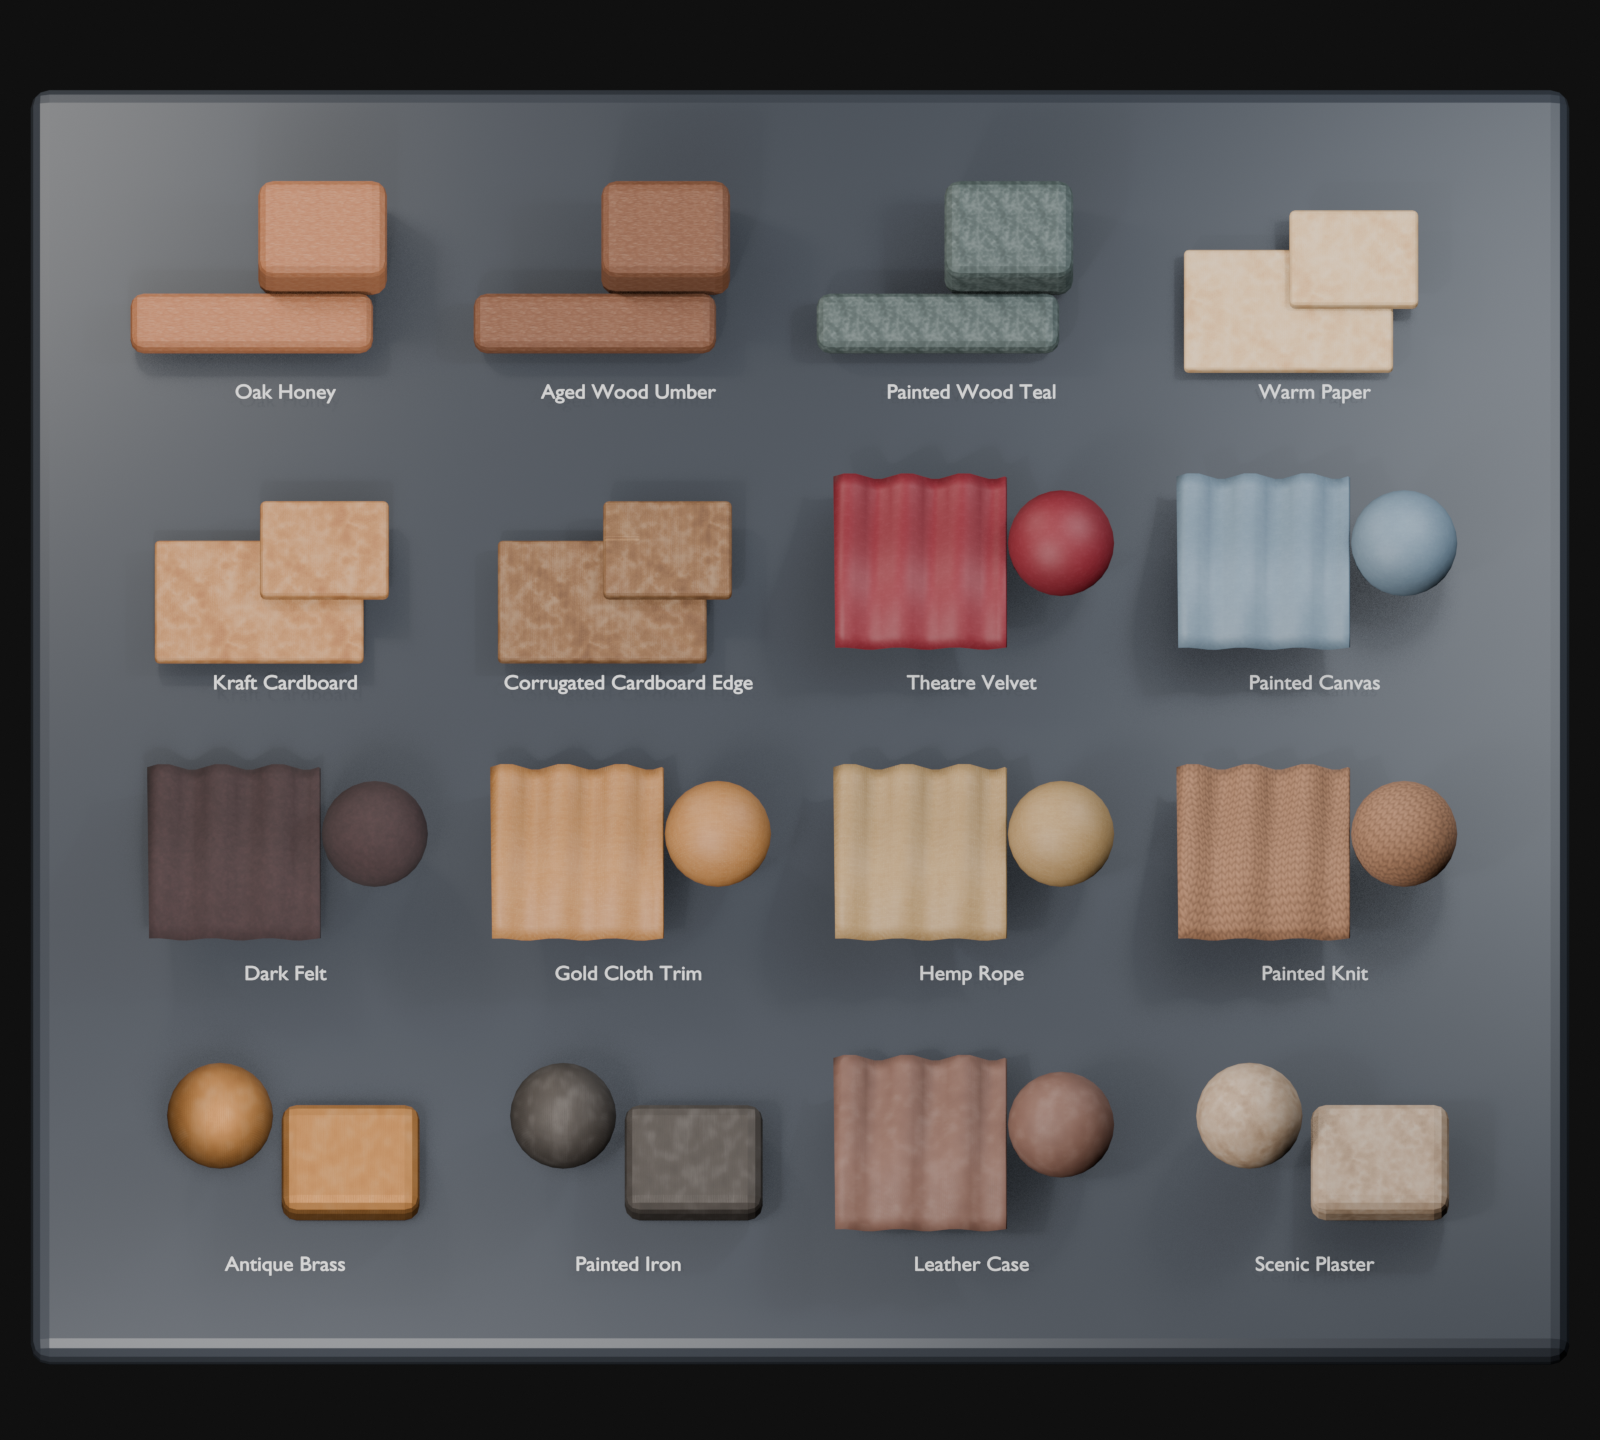 Oak Honey
Aged Wood Umber
Painted Wood Teal
Warm Paper
Kraft Cardboard
Corrugated Cardboard Edge
Theatre Velvet
Painted Canvas
Dark Felt
Gold Cloth Trim
Hemp Rope
Painted Knit
Antique Brass
Painted Iron
Leather Case
Scenic Plaster